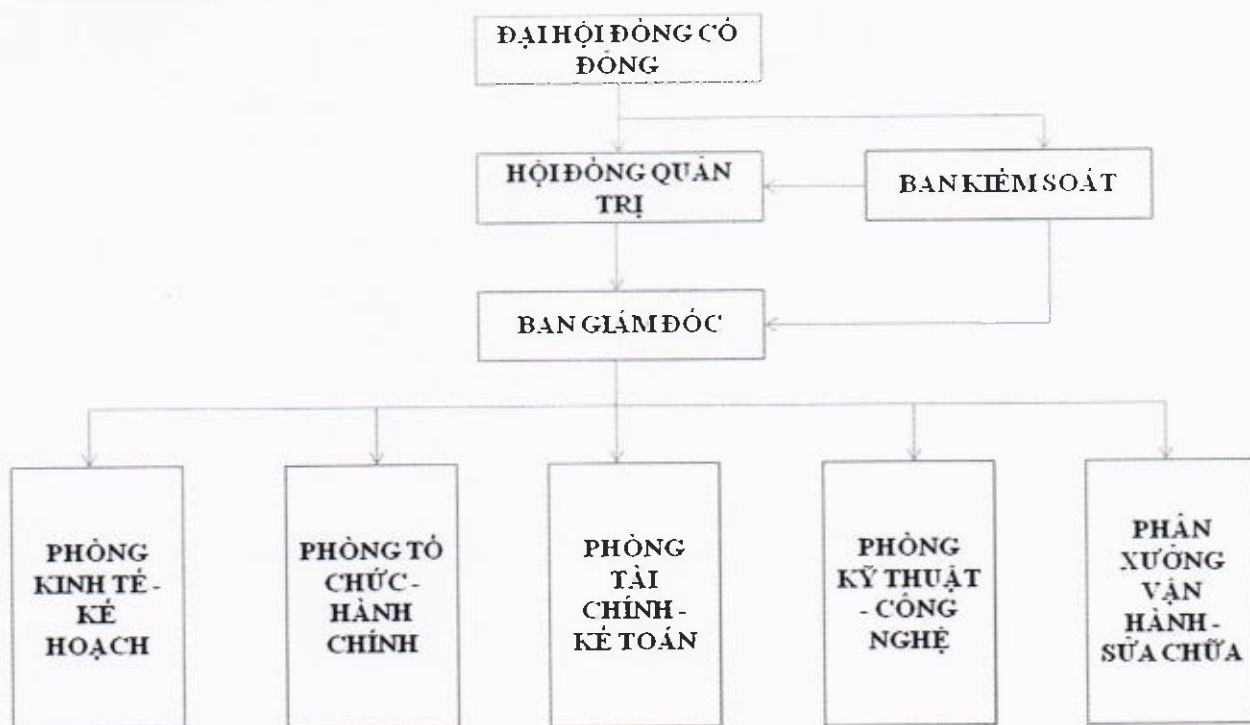 ĐẠI HỘI ĐỒNG CỔ
ĐÔNG
HỘI ĐỒNG QUẢN
TRỊ
BAN KIỂM SOÁT
BAN GIÁM ĐỐC
PHÒNG
KINH TẾ -
KẾ
HOẠCH
PHÒNG TỔ
CHỨC -
HÀNH
CHÍNH
PHÒNG
TÀI
CHÍNH -
KẾ TOÁN
PHÒNG
KỸ THUẬT
- CÔNG
NGHỆ
PHÂN
XƯỞNG
VẬN
HÀNH -
SỬA CHỮA